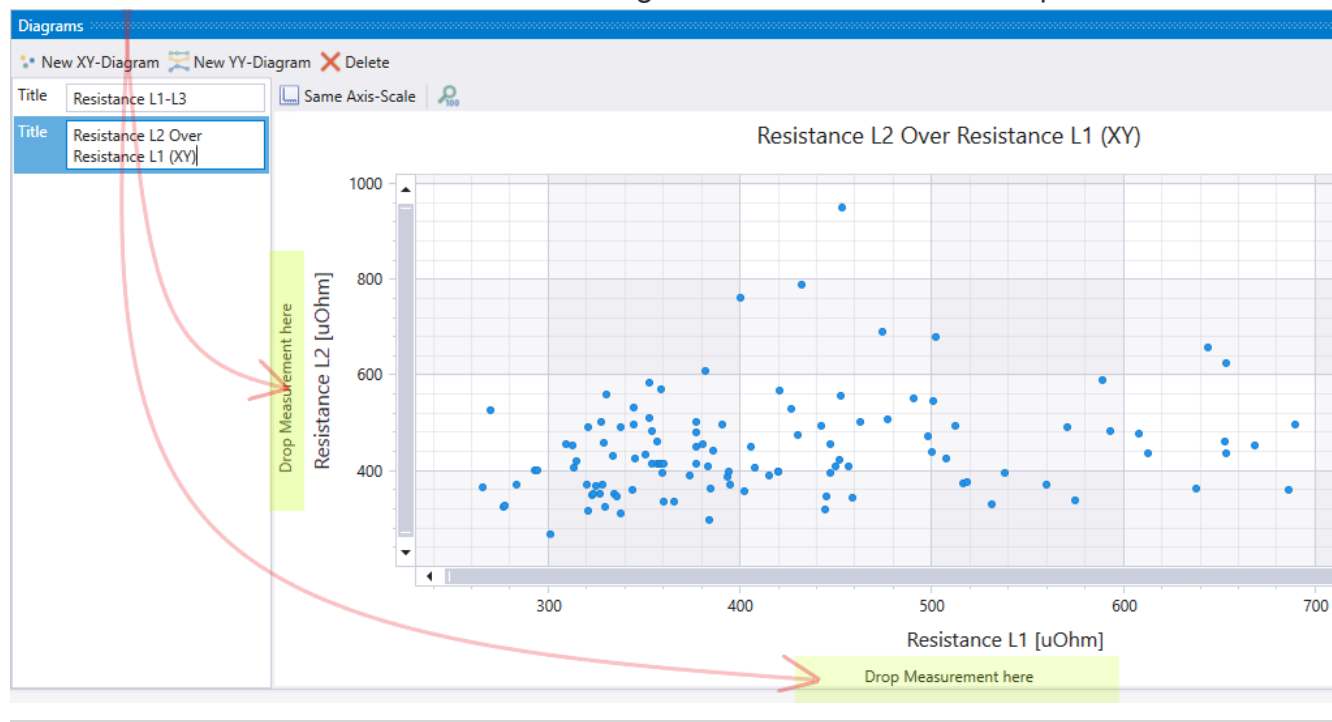 Diagrams
New XY-Diagram New YY-Diagram Delete
Title Resistance L1-L3
Title Resistance L2 Over
Resistance L1 (XY)
Same Axis-Scale 100
Resistance L2 Over Resistance L1 (XY)
1000
800
600
400
Drop Measurement here
Resistance L2 [uOhm]
300 400 500 600 700
Resistance L1 [uOhm]
Drop Measurement here